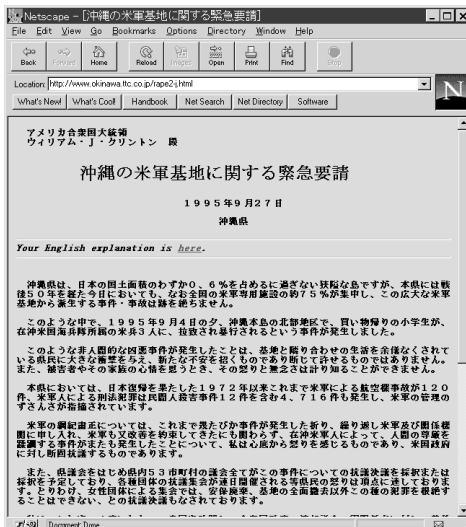 Netscape - [沖縄の米軍基地に関する緊急要請]
File Edit View Go Bookmarks Options Directory Window Help
Back Forward Home Reload Images Open Print Find Stop
Location: http://www.okinawa.ttc.co.jp/rape2-j.html
What's New! What's Cool! Handbook Net Search Net Directory Software
N
アメリカ合衆国大統領
ウィリアム・J・クリントン 殿
沖縄の米軍基地に関する緊急要請
1995年9月27日
沖縄県
Your English explanation is here.
沖縄県は、日本の国土面積のわずか0.6%を占めるに過ぎない狭隘な島ですが、本県には戦
後50年を経た今日においても、なお全国の米軍専用施設の約75%が集中し、この広大な米軍
基地から派生する事件・事故は跡を絶ちません。
このような中で、1995年9月4日の夕、沖縄本島の北部地区で、買い物帰りの小学生が、
在沖米国海兵隊所属の米兵3人に、拉致され暴行されるという事件が発生しました。
このような非人間的な凶悪事件が発生したことは、基地と隣り合わせの生活を余儀なくされて
いる県民に大きな衝撃を与え、新たな不安を招くものであり断じて許せるものではありません。
また、被害者やその家族の心情を思うとき、その怒りと無念さは計り知ることができません。
本県においては、日本復帰を果たした1972年以来これまで米軍による航空機事故が120
件、米軍人による刑法犯罪は民間人殺害事件12件を含む4,716件も発生し、米軍の管理の
ずさんさが指摘されています。
米軍の綱紀粛正については、これまで幾たびか事件が発生した折り、繰り返し米軍及び関係機
関に申し入れ、米軍も又改善を約束してきたにも関わらず、在沖米軍人によって、人間の尊厳を
蹂躙する事件がまたも発生したことについて、私は心底から怒りを感じるものであり、米国政府
に対し断固抗議するものであります。
また、県議会をはじめ県内53市町村の議会全てがこの事件についての抗議決議を採択または
採択を予定しており、各種団体の抗議集会が連日開催される等県民の怒りは頂点に達しておりま
す。とりわけ、女性団体による集会では、安保廃棄、基地の全面撤去以外この種の犯罪を根絶す
ることはできない、との抗議決議もなされております。
Document: Done